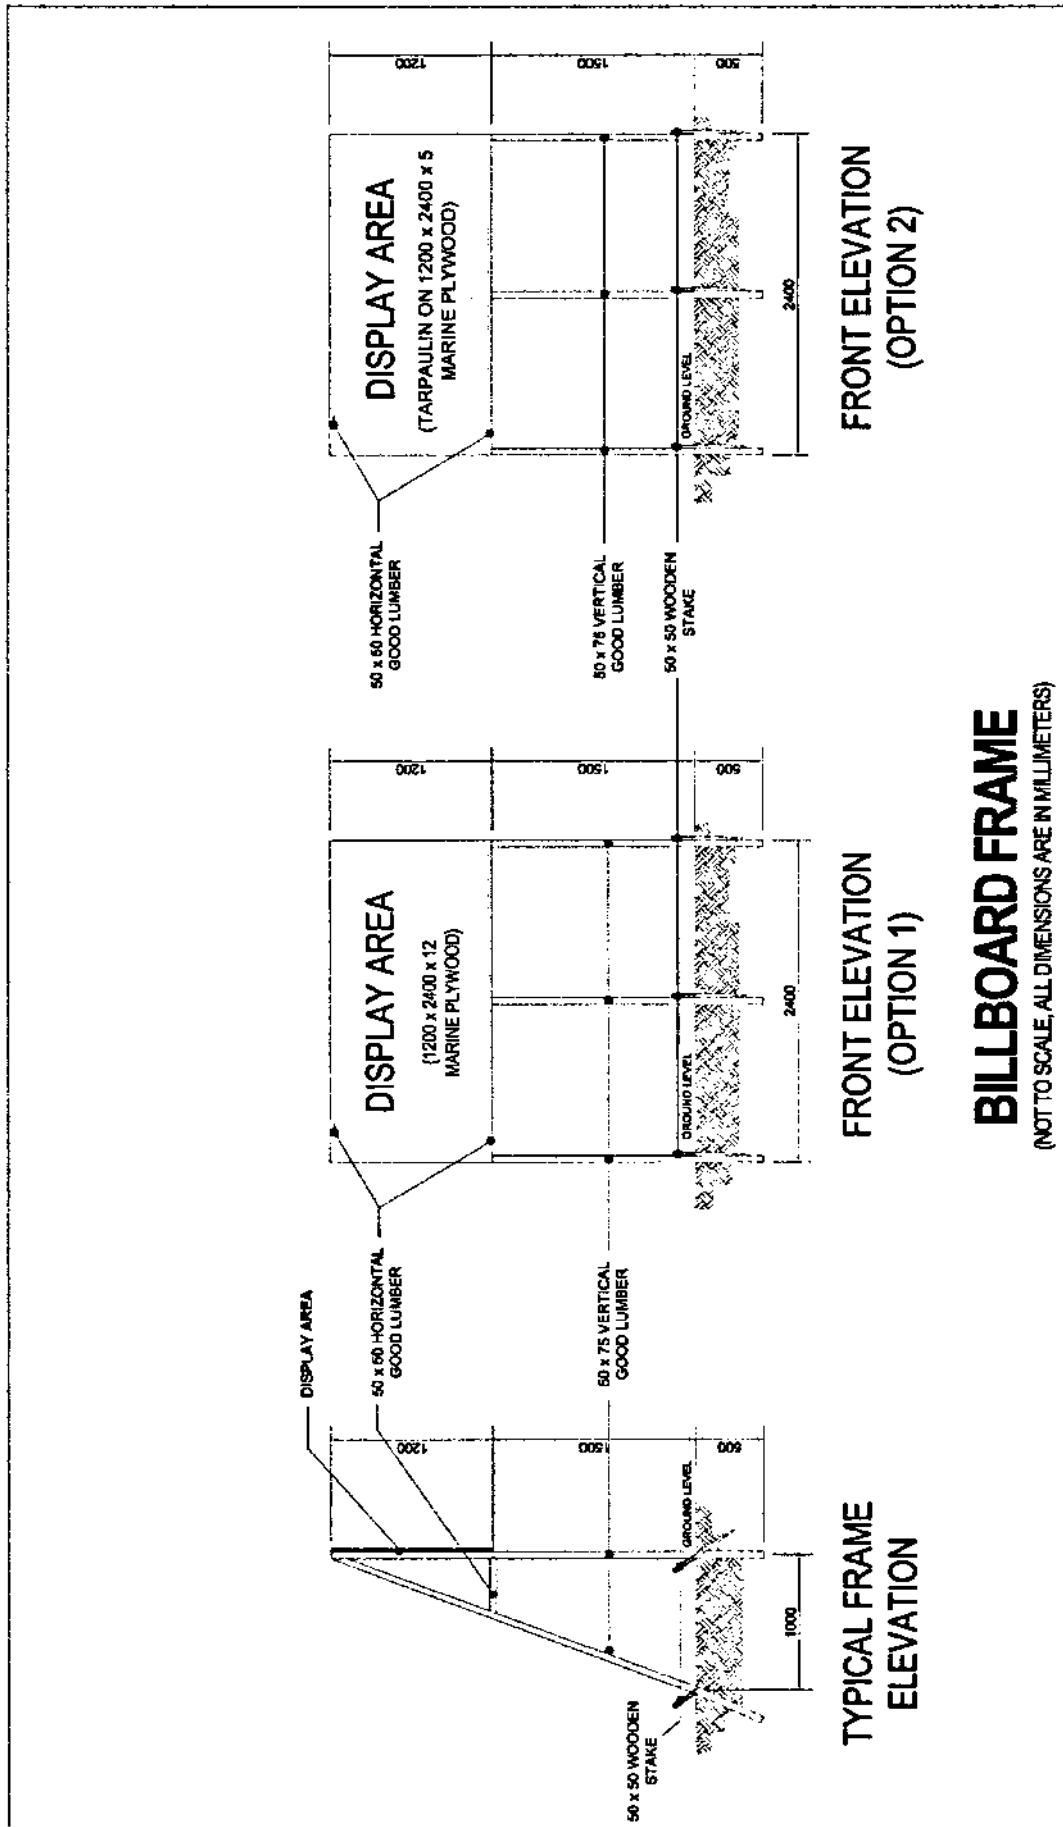 DISPLAY AREA
50 x 50 HORIZONTAL
GOOD LUMBER
1200
1500
500
50 x 75 VERTICAL
GOOD LUMBER
GROUND LEVEL
50 x 50 WOODEN
STAKE
1000
TYPICAL FRAME
ELEVATION
DISPLAY AREA
(1200 x 2400 x 12
MARINE PLYWOOD)
1200
1500
500
GROUND LEVEL
2400
FRONT ELEVATION
(OPTION 1)
50 x 50 HORIZONTAL
GOOD LUMBER
50 x 75 VERTICAL
GOOD LUMBER
50 x 50 WOODEN
STAKE
DISPLAY AREA
(TARPAULIN ON 1200 x 2400 x 5
MARINE PLYWOOD)
1200
1500
500
GROUND LEVEL
2400
FRONT ELEVATION
(OPTION 2)
BILLBOARD FRAME
(NOT TO SCALE, ALL DIMENSIONS ARE IN MILLIMETERS)